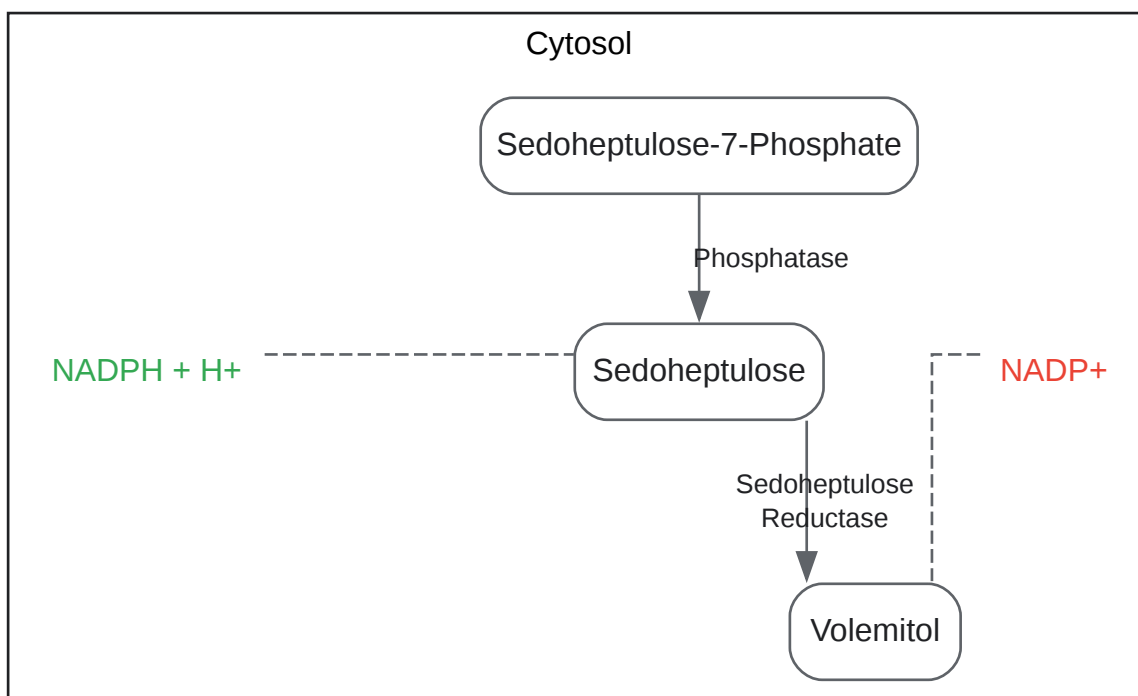 Cytosol
Sedoheptulose-7-Phosphate
Phosphatase
NADPH + H+
Sedoheptulose
NADP+
Sedoheptulose
Reductase
Volemitol